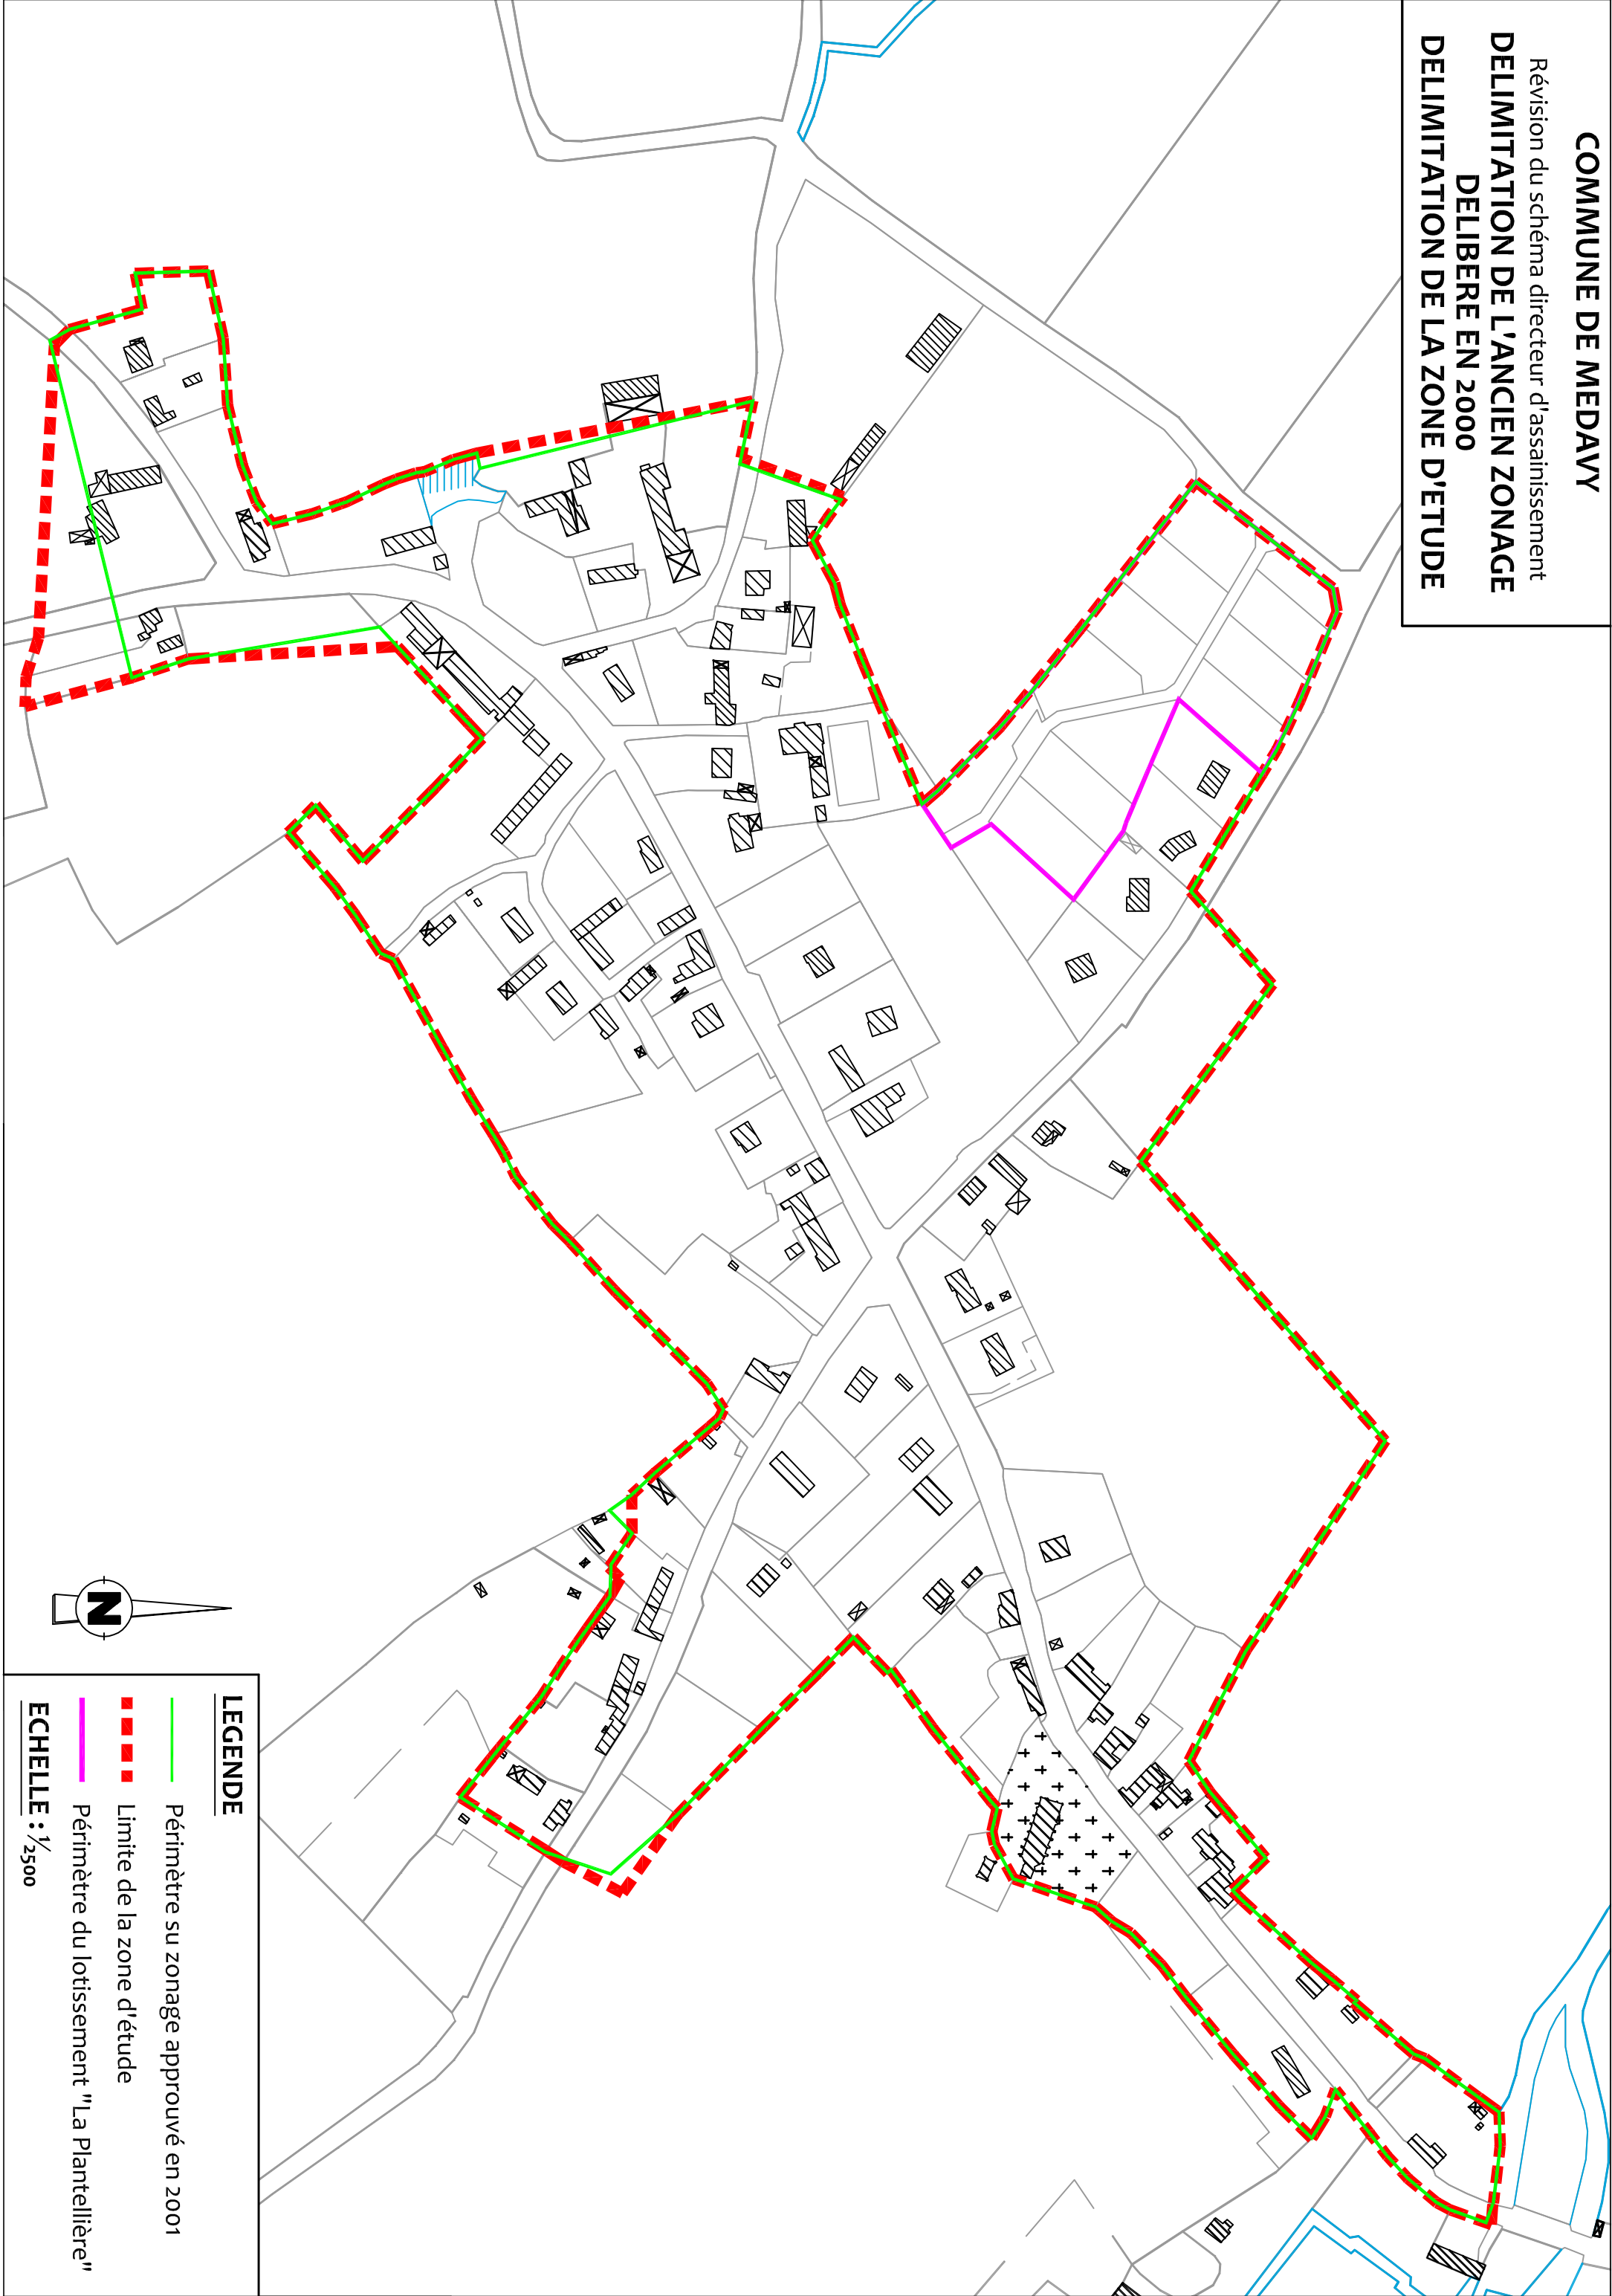 COMMUNE DE MEDAVY
Révision du schéma directeur d'assainissement
DELIMITATION DE L'ANCIEN ZONAGE
DELIBERE EN 2000
DELIMITATION DE LA ZONE D'ETUDE
N
LEGENDE
Périmètre su zonage approuvé en 2001
Limite de la zone d'étude
Périmètre du lotissement "La Plantellière"
ECHELLE : 1/2500